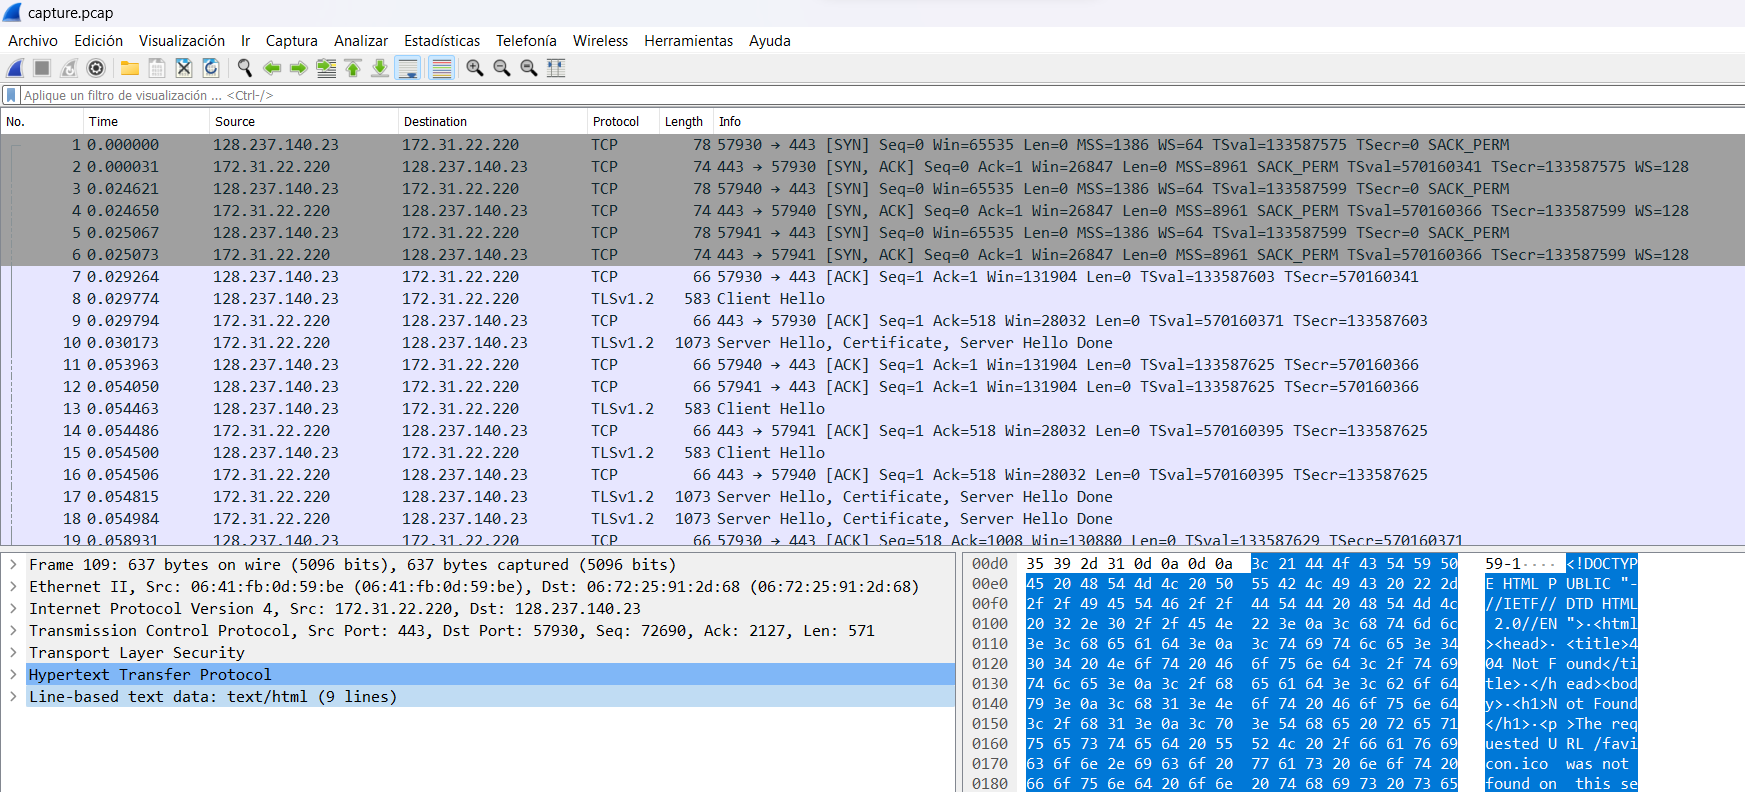 capture.pcap
Archivo Edición Visualización Ir Captura Analizar Estadísticas Telefonía Wireless Herramientas Ayuda
Aplique un filtro de visualización ... <Ctrl-/>
No. Time Source Destination Protocol Length Info
1 0.000000 128.237.140.23 172.31.22.220 TCP 78 57930 → 443 [SYN] Seq=0 Win=65535 Len=0 MSS=1386 WS=64 TSval=133587575 TSecr=0 SACK_PERM
2 0.000031 172.31.22.220 128.237.140.23 TCP 74 443 → 57930 [SYN, ACK] Seq=0 Ack=1 Win=26847 Len=0 MSS=8961 SACK_PERM TSval=570160341 TSecr=133587575 WS=128
3 0.024621 128.237.140.23 172.31.22.220 TCP 78 57940 → 443 [SYN] Seq=0 Win=65535 Len=0 MSS=1386 WS=64 TSval=133587599 TSecr=0 SACK_PERM
4 0.024650 172.31.22.220 128.237.140.23 TCP 74 443 → 57940 [SYN, ACK] Seq=0 Ack=1 Win=26847 Len=0 MSS=8961 SACK_PERM TSval=570160366 TSecr=133587599 WS=128
5 0.025067 128.237.140.23 172.31.22.220 TCP 78 57941 → 443 [SYN] Seq=0 Win=65535 Len=0 MSS=1386 WS=64 TSval=133587599 TSecr=0 SACK_PERM
6 0.025073 172.31.22.220 128.237.140.23 TCP 74 443 → 57941 [SYN, ACK] Seq=0 Ack=1 Win=26847 Len=0 MSS=8961 SACK_PERM TSval=570160366 TSecr=133587599 WS=128
7 0.029264 128.237.140.23 172.31.22.220 TCP 66 57930 → 443 [ACK] Seq=1 Ack=1 Win=131904 Len=0 TSval=133587603 TSecr=570160341
8 0.029774 128.237.140.23 172.31.22.220 TLSv1.2 583 Client Hello
9 0.029794 172.31.22.220 128.237.140.23 TCP 66 443 → 57930 [ACK] Seq=1 Ack=518 Win=28032 Len=0 TSval=570160371 TSecr=133587603
10 0.030173 172.31.22.220 128.237.140.23 TLSv1.2 1073 Server Hello, Certificate, Server Hello Done
11 0.053963 128.237.140.23 172.31.22.220 TCP 66 57940 → 443 [ACK] Seq=1 Ack=1 Win=131904 Len=0 TSval=133587625 TSecr=570160366
12 0.054050 128.237.140.23 172.31.22.220 TCP 66 57941 → 443 [ACK] Seq=1 Ack=1 Win=131904 Len=0 TSval=133587625 TSecr=570160366
13 0.054463 128.237.140.23 172.31.22.220 TLSv1.2 583 Client Hello
14 0.054486 172.31.22.220 128.237.140.23 TCP 66 443 → 57941 [ACK] Seq=1 Ack=518 Win=28032 Len=0 TSval=570160395 TSecr=133587625
15 0.054500 128.237.140.23 172.31.22.220 TLSv1.2 583 Client Hello
16 0.054506 172.31.22.220 128.237.140.23 TCP 66 443 → 57940 [ACK] Seq=1 Ack=518 Win=28032 Len=0 TSval=570160395 TSecr=133587625
17 0.054815 172.31.22.220 128.237.140.23 TLSv1.2 1073 Server Hello, Certificate, Server Hello Done
18 0.054984 172.31.22.220 128.237.140.23 TLSv1.2 1073 Server Hello, Certificate, Server Hello Done
19 0.058931 128.237.140.23 172.31.22.220 TCP 66 57930 → 443 [ACK] Seq=518 Ack=1008 Win=130880 Len=0 TSval=133587629 TSecr=570160371
Frame 109: 637 bytes on wire (5096 bits), 637 bytes captured (5096 bits)
Ethernet II, Src: 06:41:fb:0d:59:be (06:41:fb:0d:59:be), Dst: 06:72:25:91:2d:68 (06:72:25:91:2d:68)
Internet Protocol Version 4, Src: 172.31.22.220, Dst: 128.237.140.23
Transmission Control Protocol, Src Port: 443, Dst Port: 57930, Seq: 72690, Ack: 2127, Len: 571
Transport Layer Security
Hypertext Transfer Protocol
Line-based text data: text/html (9 lines)
00d0 35 39 2d 31 0d 0a 0d 0a 3c 21 44 4f 43 54 59 50 59-1···· <!DOCTYP
00e0 45 20 48 54 4d 4c 20 50 55 42 4c 49 43 20 22 2d E HTML P UBLIC "-
00f0 2f 2f 49 45 54 46 2f 2f 44 54 44 20 48 54 4d 4c //IETF// DTD HTML
0100 20 32 2e 30 2f 2f 45 4e 22 3e 0a 3c 68 74 6d 6c 2.0//EN ">·<html
0110 3e 3c 68 65 61 64 3e 0a 3c 74 69 74 6c 65 3e 34 ><head>· <title>4
0120 30 34 20 4e 6f 74 20 46 6f 75 6e 64 3c 2f 74 69 04 Not F ound</ti
0130 74 6c 65 3e 0a 3c 2f 68 65 61 64 3e 3c 62 6f 64 tle>·</h ead><bod
0140 79 3e 0a 3c 68 31 3e 4e 6f 74 20 46 6f 75 6e 64 y>·<h1>N ot Found
0150 3c 2f 68 31 3e 0a 3c 70 3e 54 68 65 20 72 65 71 </h1>·<p >The req
0160 75 65 73 74 65 64 20 55 52 4c 20 2f 66 61 76 69 uested U RL /favi
0170 63 6f 6e 2e 69 63 6f 20 77 61 73 20 6e 6f 74 20 con.ico was not
0180 66 6f 75 6e 64 20 6f 6e 20 74 68 69 73 20 73 65 found on this se